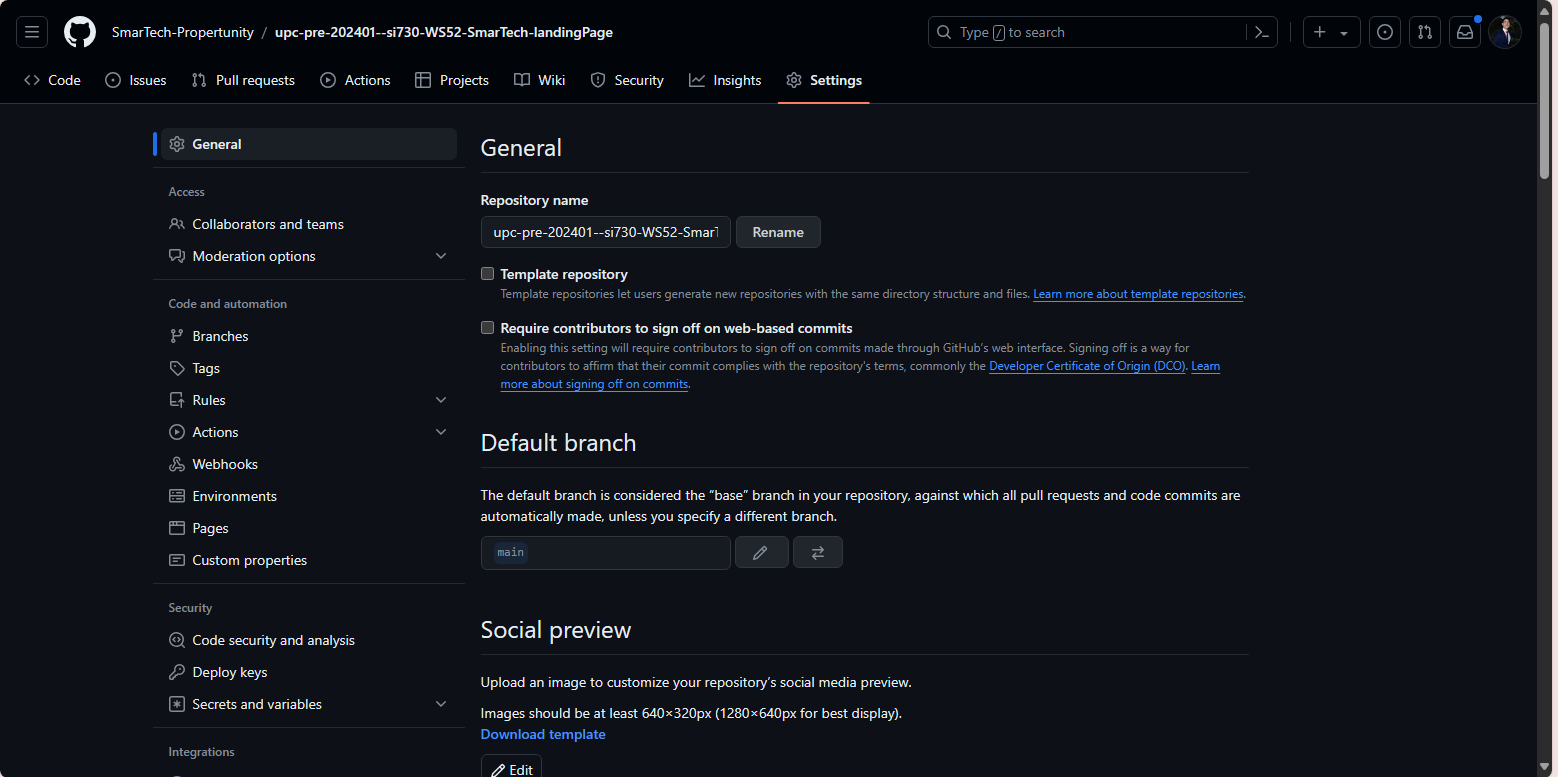 SmarTech-Propertunity / upc-pre-202401--si730-WS52-SmarTech-landingPage
Type / to search
Code
Issues
Pull requests
Actions
Projects
Wiki
Security
Insights
Settings
General
Access
Collaborators and teams
Moderation options
Code and automation
Branches
Tags
Rules
Actions
Webhooks
Environments
Pages
Custom properties
Security
Code security and analysis
Deploy keys
Secrets and variables
Integrations
General
Repository name
upc-pre-202401--si730-WS52-SmarT
Rename
Template repository
Template repositories let users generate new repositories with the same directory structure and files. Learn more about template repositories.
Require contributors to sign off on web-based commits
Enabling this setting will require contributors to sign off on commits made through GitHub’s web interface. Signing off is a way for
contributors to affirm that their commit complies with the repository's terms, commonly the Developer Certificate of Origin (DCO). Learn
more about signing off on commits.
Default branch
The default branch is considered the “base” branch in your repository, against which all pull requests and code commits are
automatically made, unless you specify a different branch.
main
Social preview
Upload an image to customize your repository’s social media preview.
Images should be at least 640×320px (1280×640px for best display).
Download template
Edit